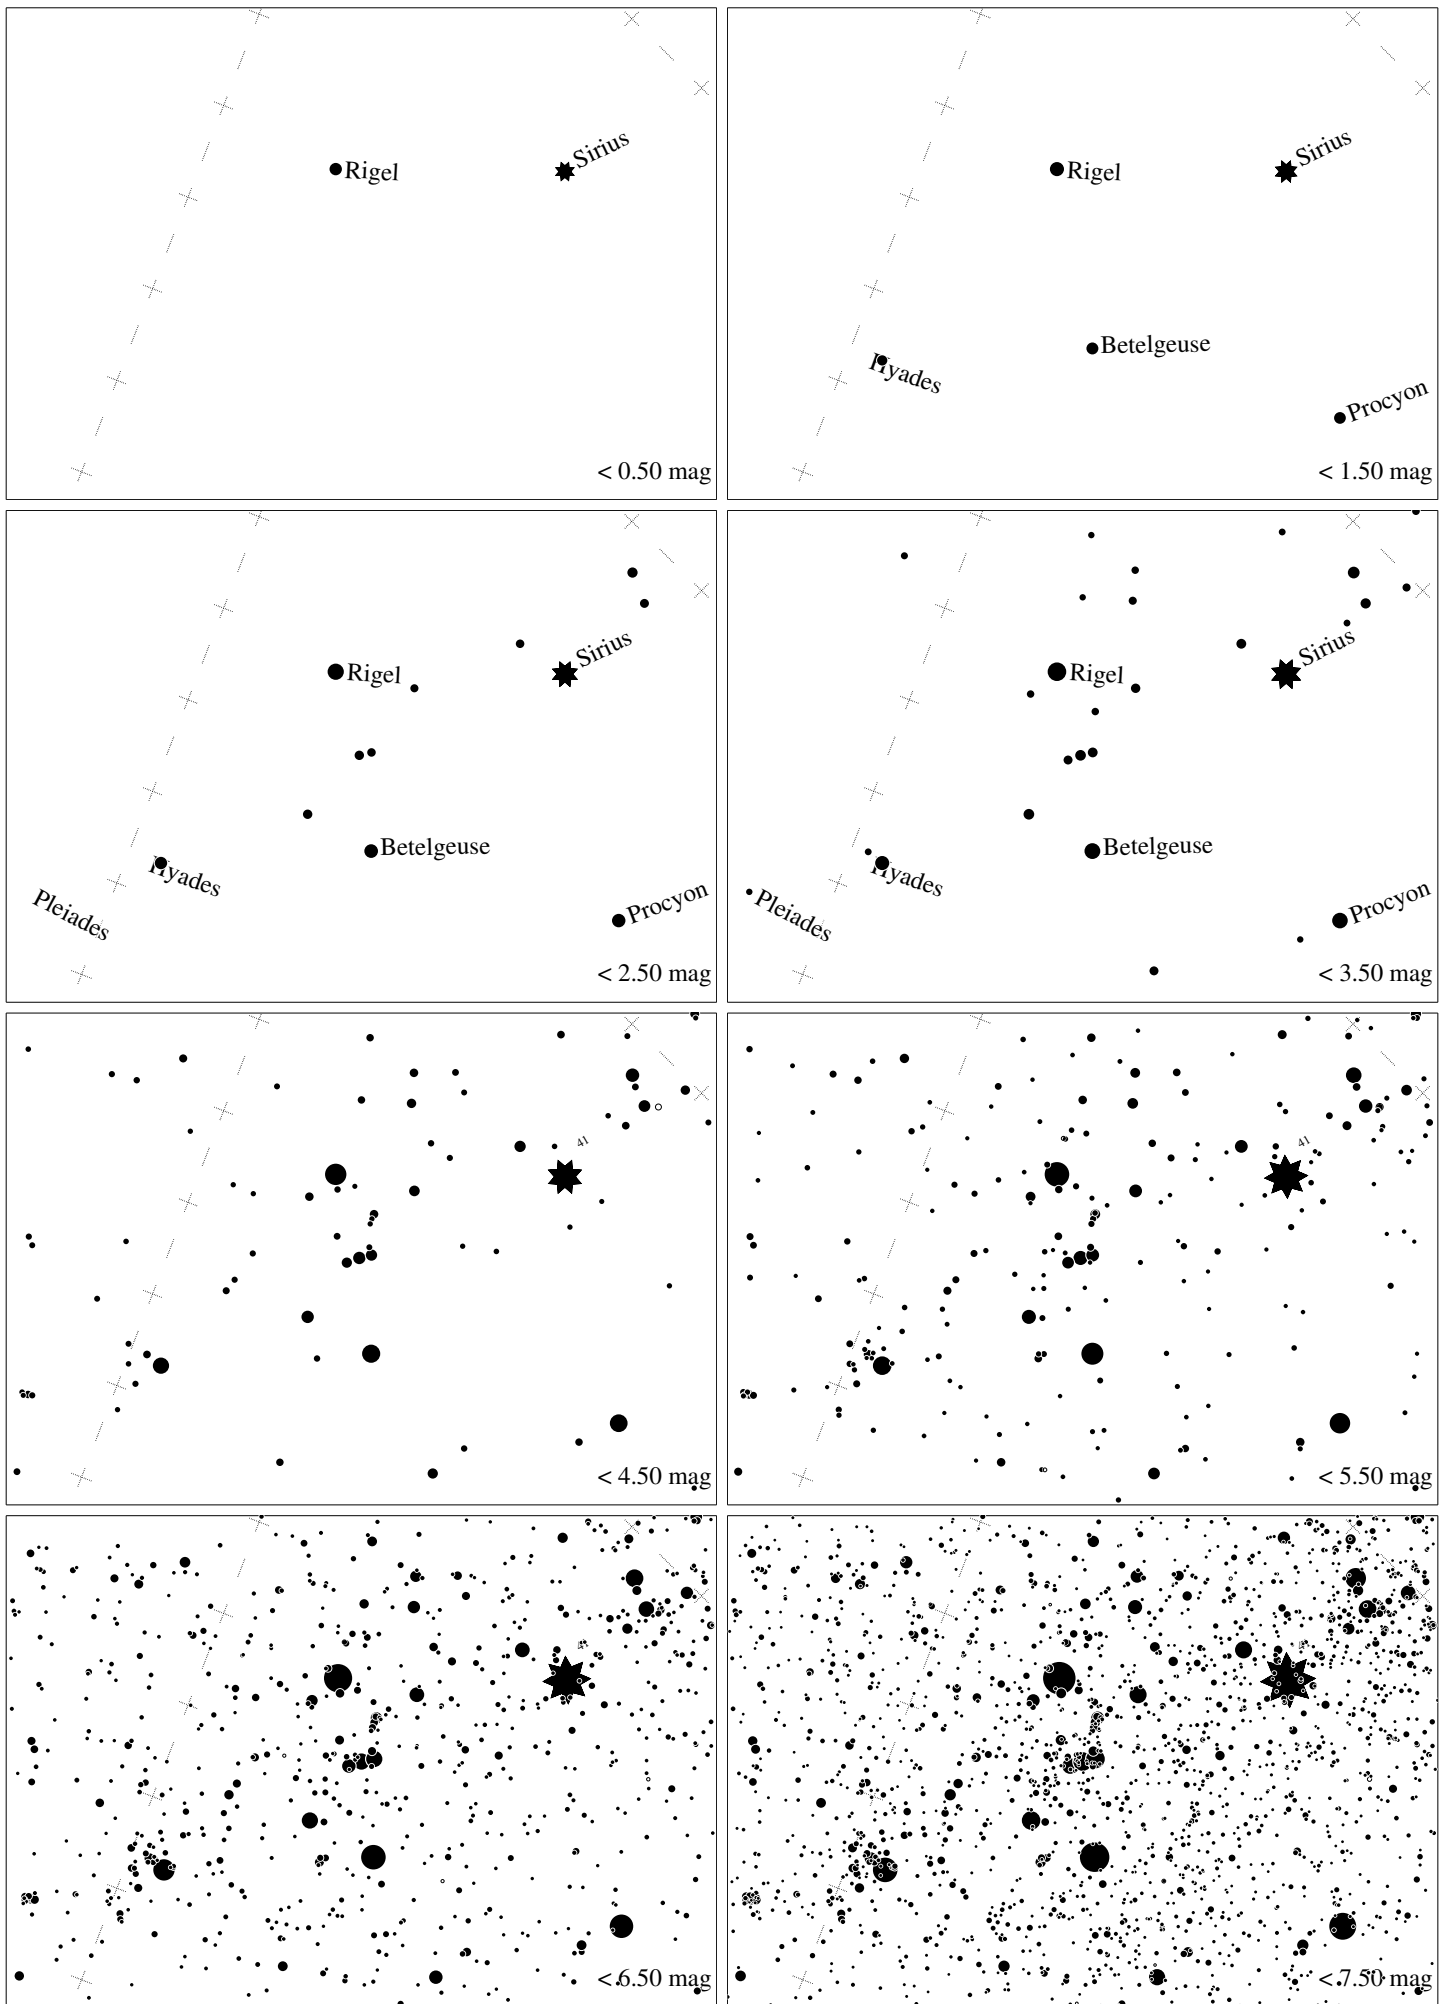 Rigel
Sirius
< 0.50 mag
Rigel
Sirius
Hyades
Betelgeuse
Procyon
< 1.50 mag
Rigel
Sirius
Hyades
Pleiades
Betelgeuse
Procyon
< 2.50 mag
Rigel
Sirius
Hyades
Pleiades
Betelgeuse
Procyon
< 3.50 mag
41
< 4.50 mag
41
< 5.50 mag
< 6.50 mag
< 7.50 mag